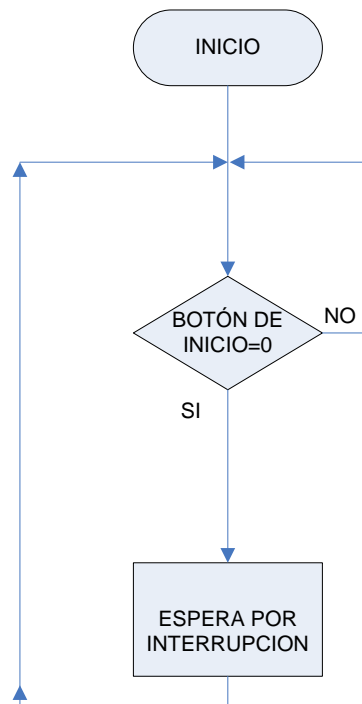 INICIO
BOTÓN DE
INICIO=0
NO
SI
ESPERA POR
INTERRUPCION